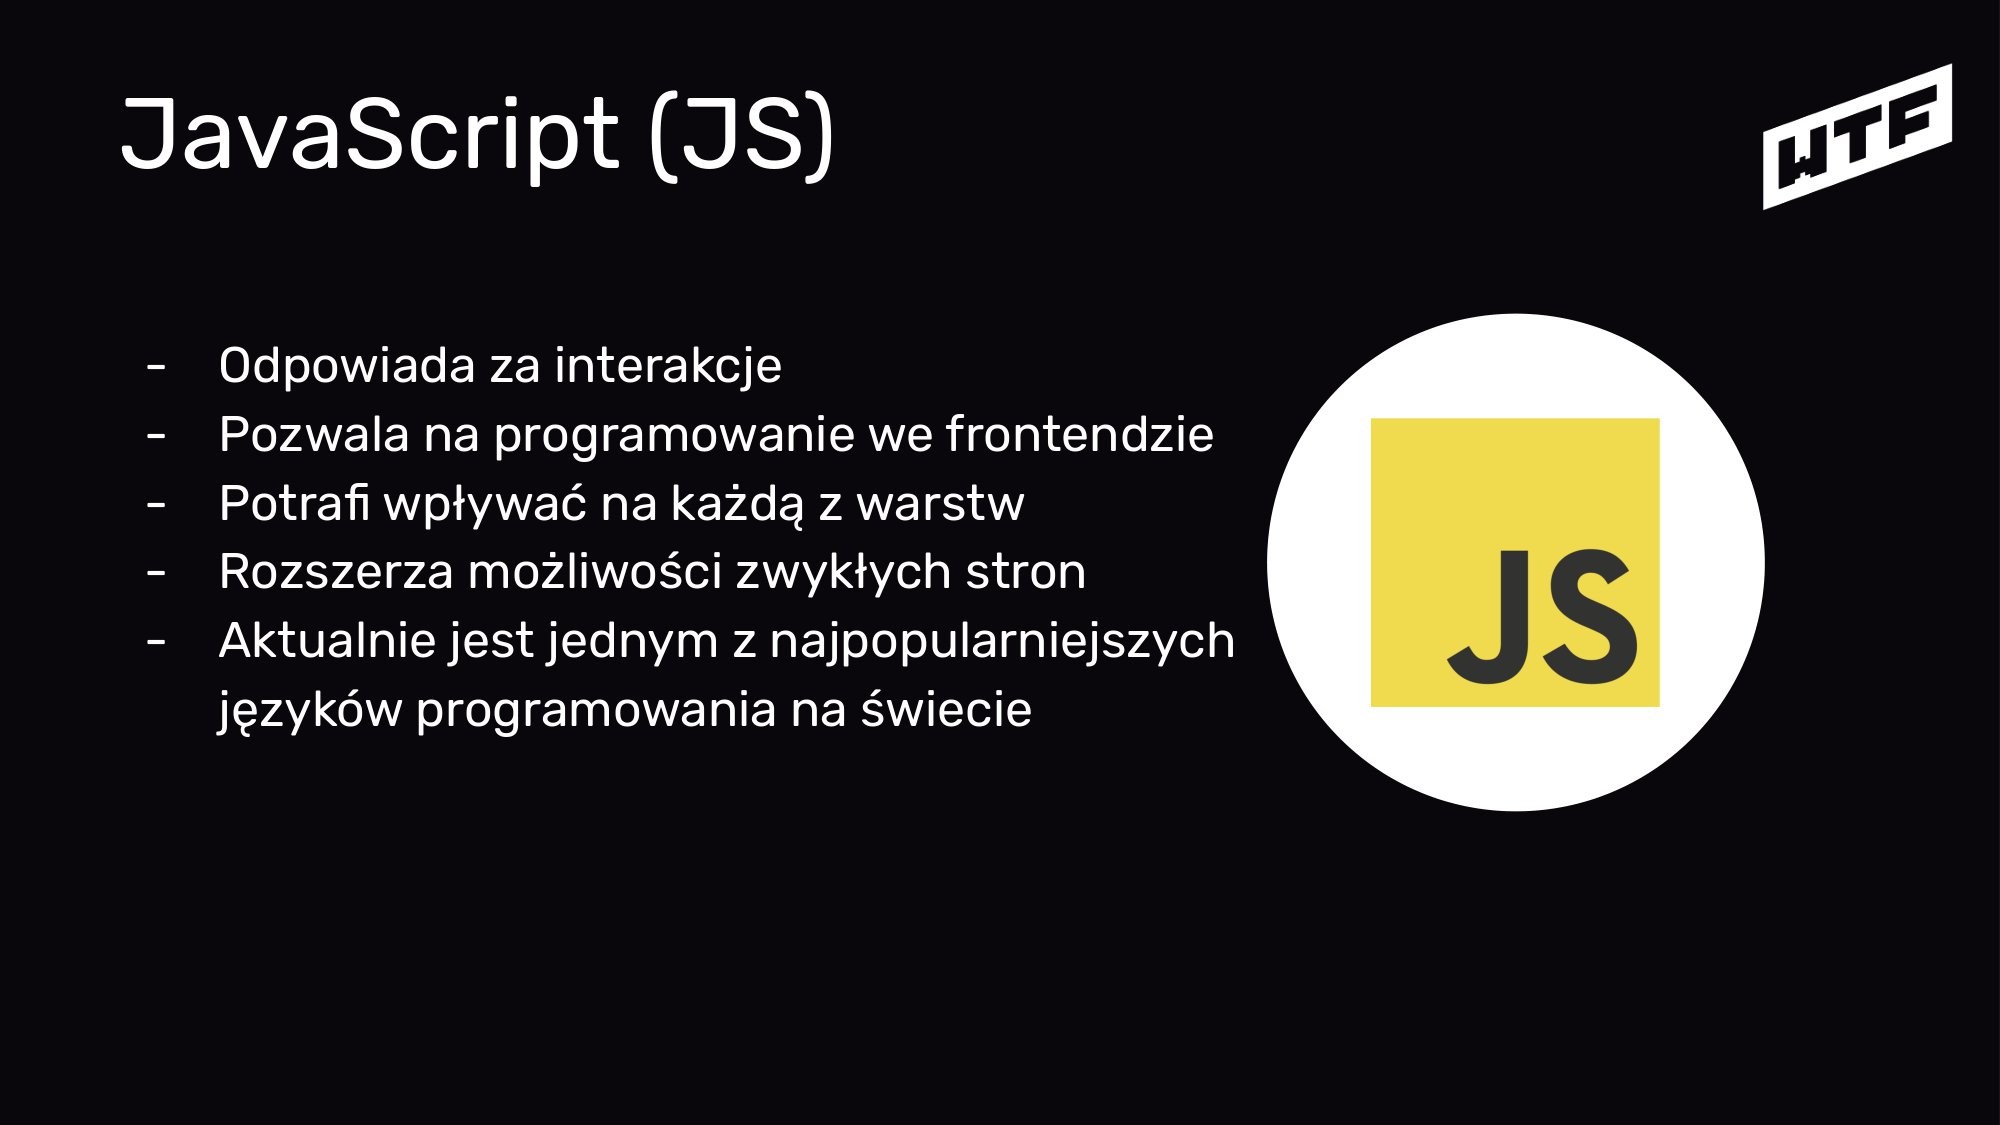 JavaScript (JS)
WTF
- Odpowiada za interakcje
- Pozwala na programowanie we frontendzie
- Potrafi wpływać na każdą z warstw
- Rozszerza możliwości zwykłych stron
- Aktualnie jest jednym z najpopularniejszych
języków programowania na świecie
JS